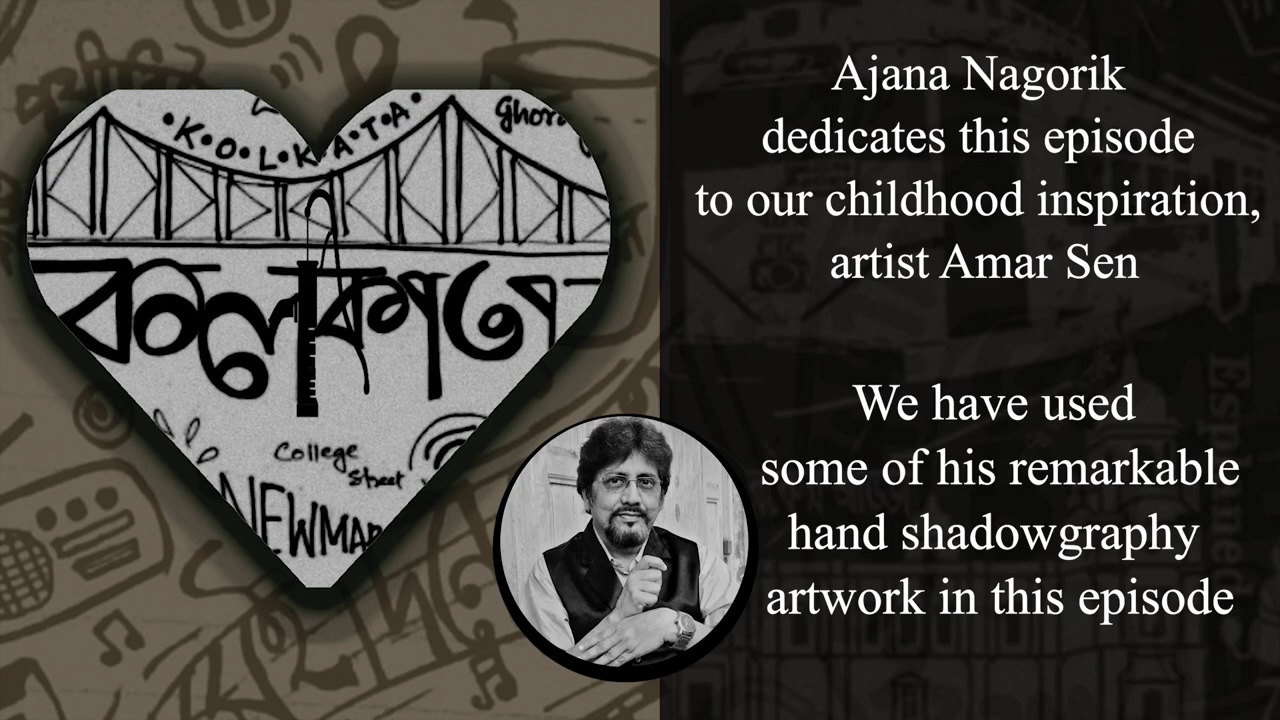 K•O•L•K•A•T•A
কলকাতা
College
Street
Ajana Nagorik
dedicates this episode
to our childhood inspiration,
artist Amar Sen
We have used
some of his remarkable
hand shadowgraphy
artwork in this episode